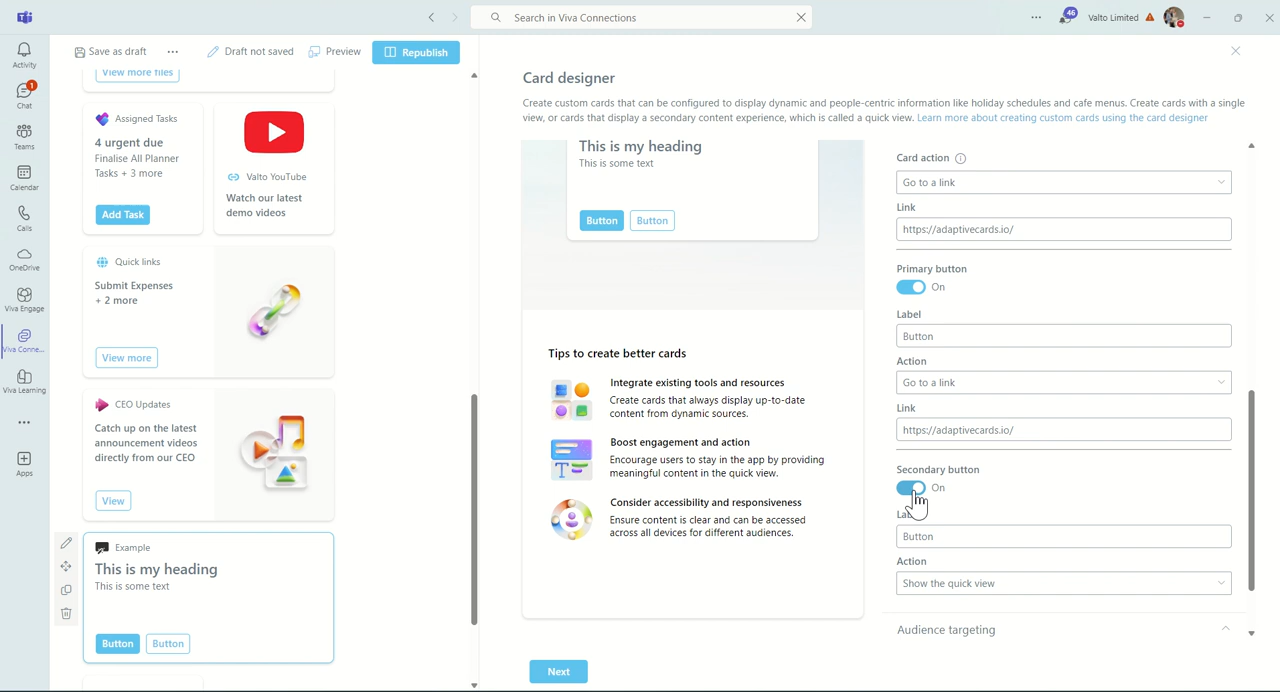 Search in Viva Connections
46
Valto Limited
Activity
1
Chat
Teams
Calendar
Calls
OneDrive
Viva Engage
Viva Conne...
Viva Learning
Apps
Save as draft
Draft not saved
Preview
Republish
View more files
Assigned Tasks
4 urgent due
Finalise All Planner
Tasks + 3 more
Add Task
Valto YouTube
Watch our latest
demo videos
Quick links
Submit Expenses
+ 2 more
View more
CEO Updates
Catch up on the latest
announcement videos
directly from our CEO
View
Example
This is my heading
This is some text
Button
Button
Card designer
Create custom cards that can be configured to display dynamic and people-centric information like holiday schedules and cafe menus. Create cards with a single
view, or cards that display a secondary content experience, which is called a quick view. Learn more about creating custom cards using the card designer
This is my heading
This is some text
Button
Button
Tips to create better cards
Integrate existing tools and resources
Create cards that always display up-to-date
content from dynamic sources.
Boost engagement and action
Encourage users to stay in the app by providing
meaningful content in the quick view.
Consider accessibility and responsiveness
Ensure content is clear and can be accessed
across all devices for different audiences.
Next
Card action
Go to a link
Link
https://adaptivecards.io/
Primary button
On
Label
Button
Action
Go to a link
Link
https://adaptivecards.io/
Secondary button
On
Button
Action
Show the quick view
Audience targeting